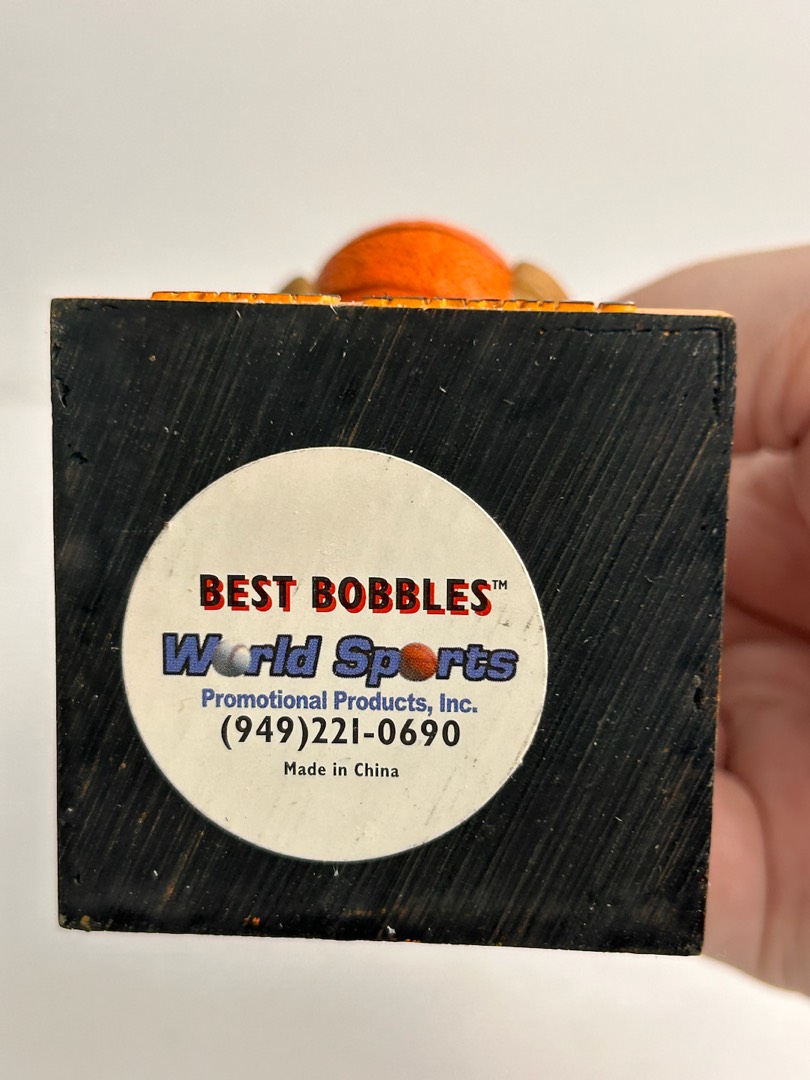 BEST BOBBLES™
World Sports
Promotional Products, Inc.
(949)221-0690
Made in China